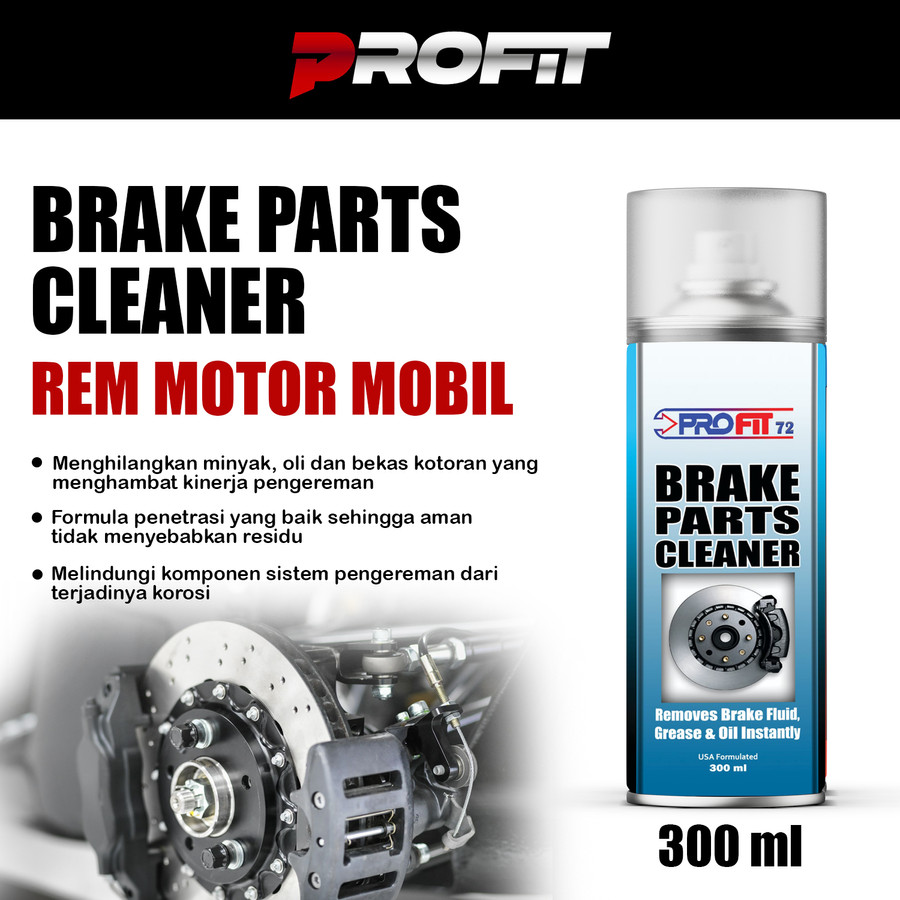 PROFIT
BRAKE PARTS
CLEANER
REM MOTOR MOBIL
• Menghilangkan minyak, oli dan bekas kotoran yang
menghambat kinerja pengereman
• Formula penetrasi yang baik sehingga aman
tidak menyebabkan residu
• Melindungi komponen sistem pengereman dari
terjadinya korosi
PROFIT 72
BRAKE
PARTS
CLEANER
Removes Brake Fluid,
Grease & Oil Instantly
USA Formulated
300 ml
300 ml